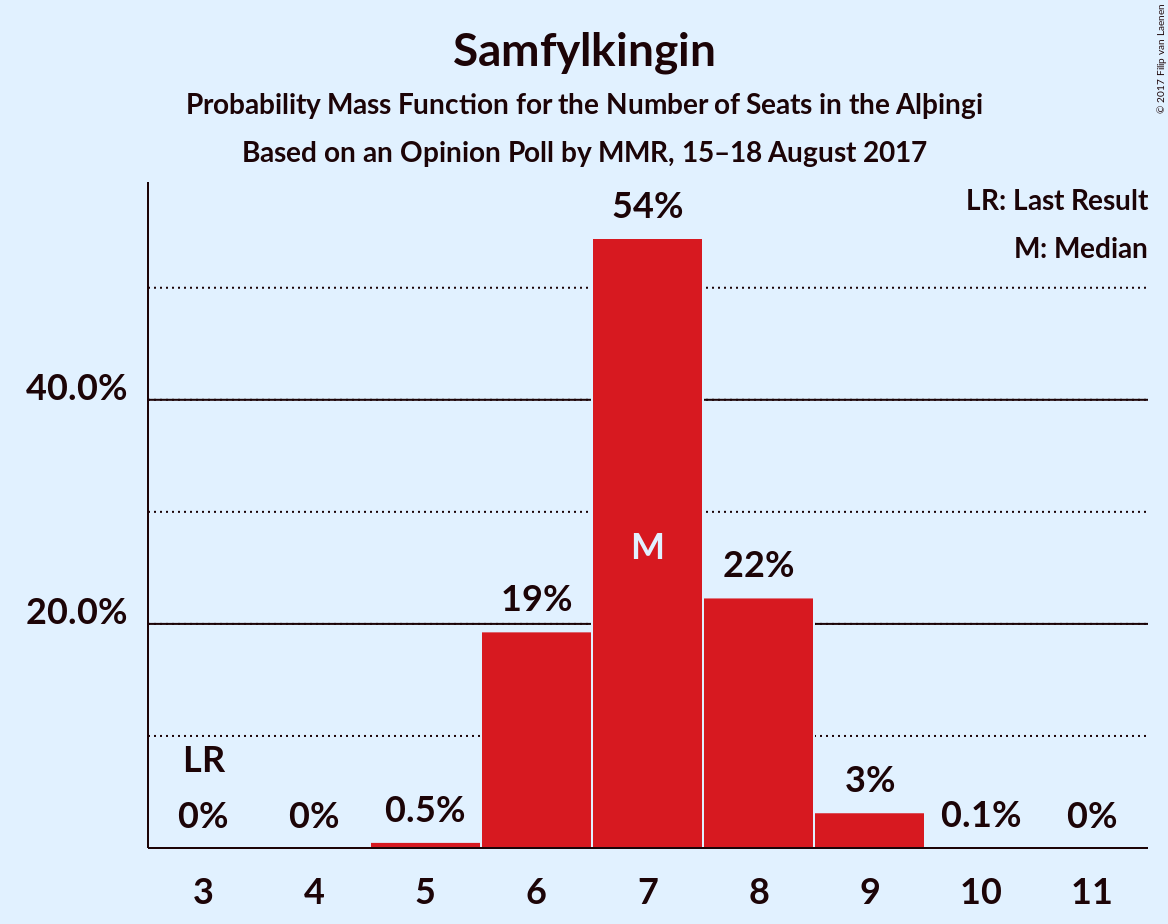 Samfylkingin
Probability Mass Function for the Number of Seats in the Alþingi
Based on an Opinion Poll by MMR, 15–18 August 2017
© 2017 Filip van Laenen
LR: Last Result
M: Median
54%
40.0%
M
22%
19%
20.0%
LR
3%
0%
0%
0.5%
0.1%
0%
3 4 5 6 7 8 9 10 11